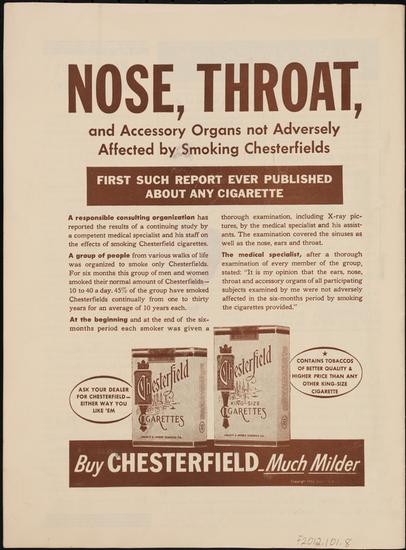 NOSE, THROAT,
and Accessory Organs not Adversely
Affected by Smoking Chesterfields
FIRST SUCH REPORT EVER PUBLISHED
ABOUT ANY CIGARETTE
A responsible consulting organization has
reported the results of a continuing study by
a competent medical specialist and his staff on
the effects of smoking Chesterfield cigarettes.
A group of people from various walks of life
was organized to smoke only Chesterfields.
For six months this group of men and women
smoked their normal amount of Chesterfields—
10 to 40 a day. 45% of the group have smoked
Chesterfields continually from one to thirty
years for an average of 10 years each.
At the beginning and at the end of the six-
months period each smoker was given a
thorough examination, including X-ray pic-
tures, by the medical specialist and his assist-
ants. The examination covered the sinuses as
well as the nose, ears and throat.
The medical specialist, after a thorough
examination of every member of the group,
stated: "It is my opinion that the ears, nose,
throat and accessory organs of all participating
subjects examined by me were not adversely
affected in the six-months period by smoking
the cigarettes provided."
ASK YOUR DEALER
FOR CHESTERFIELD—
EITHER WAY YOU
LIKE 'EM
Chesterfield
CIGARETTES
LIGGETT & MYERS TOBACCO CO.
Chesterfield
KING-SIZE
CIGARETTES
LIGGETT & MYERS TOBACCO CO.
CONTAINS TOBACCOS
OF BETTER QUALITY &
HIGHER PRICE THAN ANY
OTHER KING-SIZE
CIGARETTE
Buy CHESTERFIELD_Much Milder
Copyright
F2012.101.8